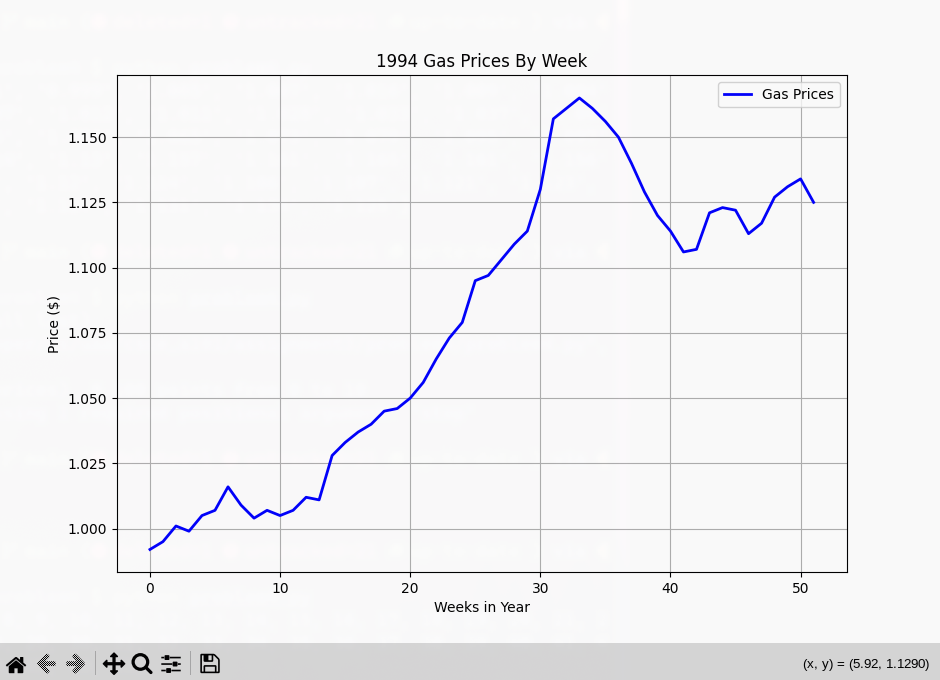 1994 Gas Prices By Week
Gas Prices
1.150
1.125
1.100
1.075
1.050
1.025
1.000
Price ($)
0 10 20 30 40 50
Weeks in Year
(x, y) = (5.92, 1.1290)